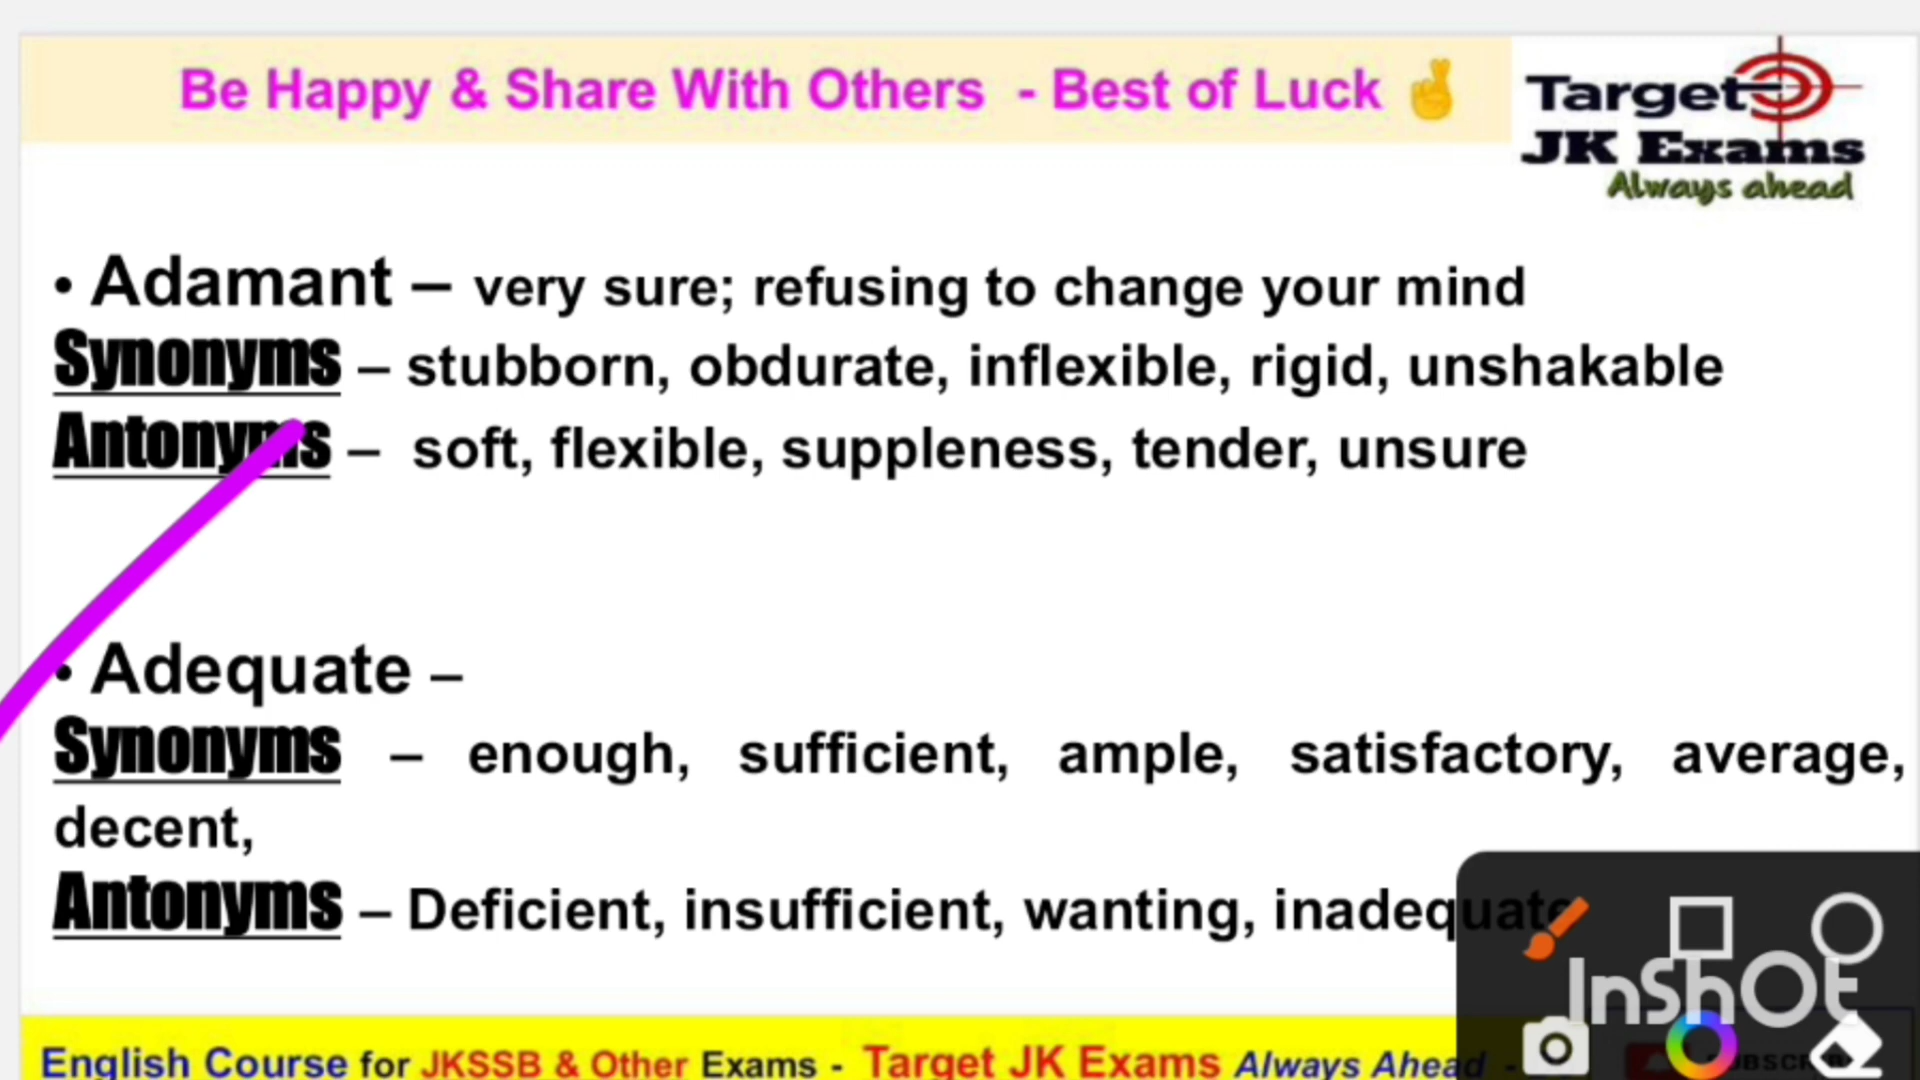 Be Happy & Share With Others - Best of Luck
Target
JK Exams
Always ahead
• Adamant – very sure; refusing to change your mind
Synonyms – stubborn, obdurate, inflexible, rigid, unshakable
Antonyms – soft, flexible, suppleness, tender, unsure
• Adequate –
Synonyms – enough, sufficient, ample, satisfactory, average,
decent,
Antonyms – Deficient, insufficient, wanting, inadequate
InShOt
English Course for JKSSB & Other Exams - Target JK Exams Always Ahead -